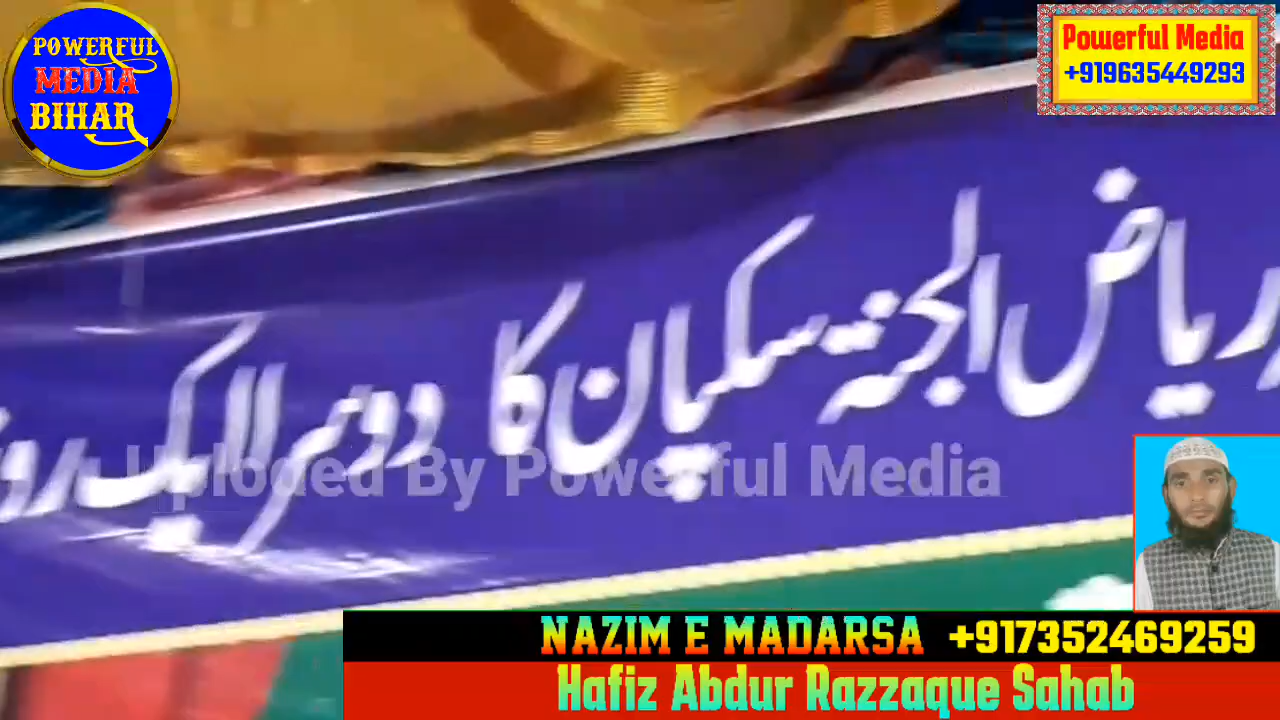 POWERFUL
MEDIA
BIHAR
Powerful Media
+919635449293
ریاض الجنۃ سکپان کا دوسرا ایک
Uploded By Powerful Media
NAZIM E MADARSA +917352469259
Hafiz Abdur Razzaque Sahab